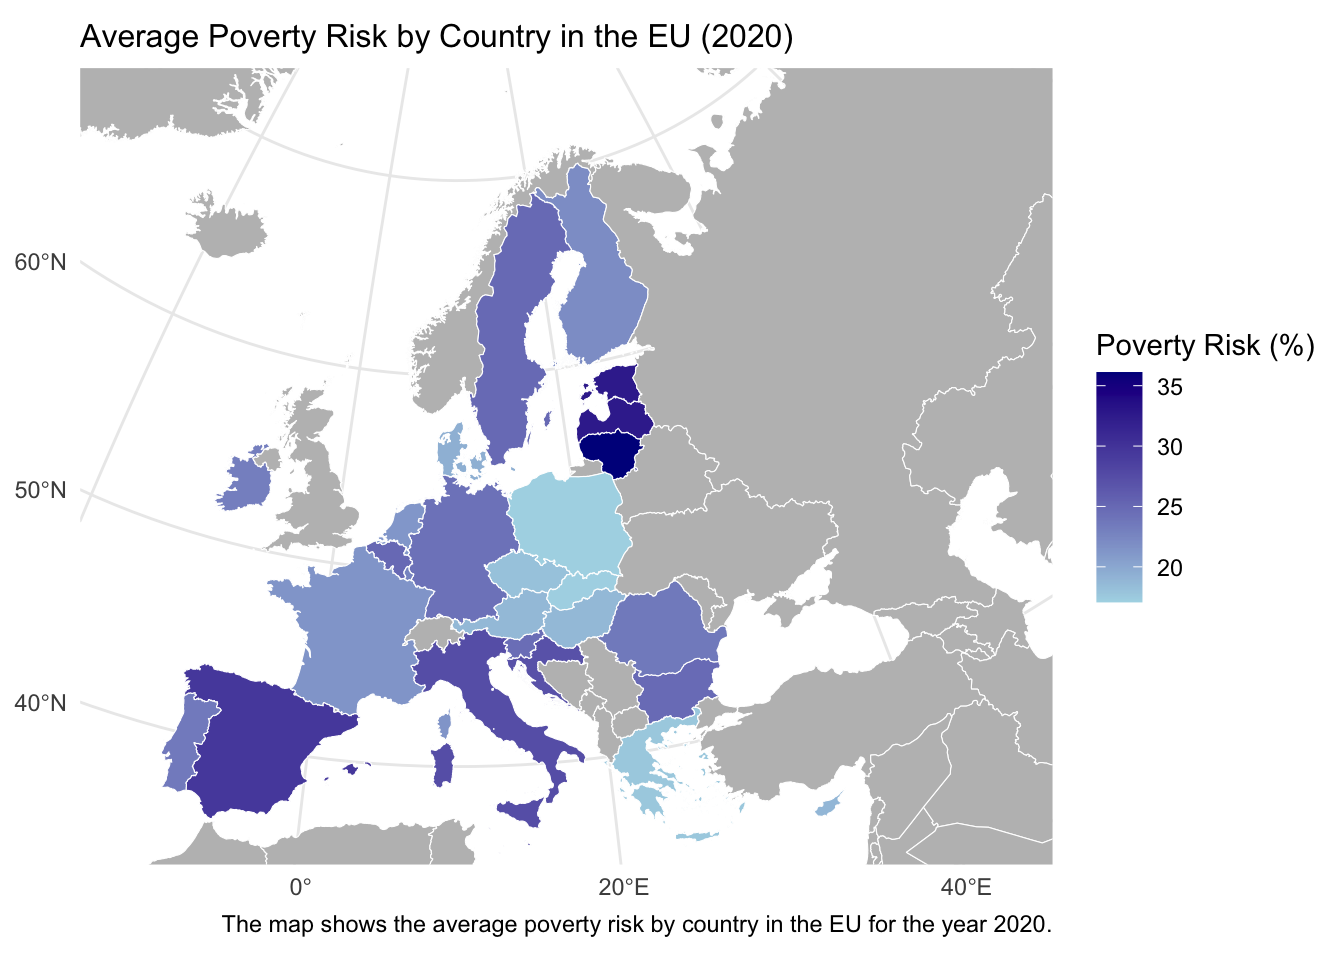 Average Poverty Risk by Country in the EU (2020)
60°N
50°N
40°N
0°
20°E
40°E
Poverty Risk (%)
35
30
25
20
The map shows the average poverty risk by country in the EU for the year 2020.